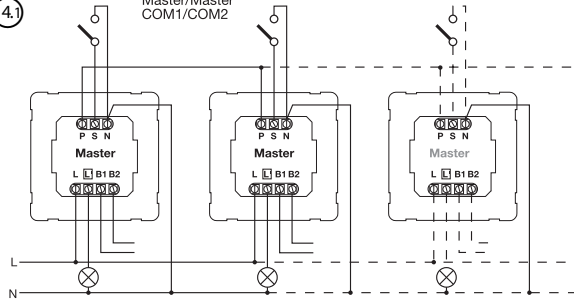 4.1
Master/Master
COM1/COM2
P S N
Master
L L' B1 B2
P S N
Master
L L' B1 B2
P S N
Master
L L' B1 B2
L
N